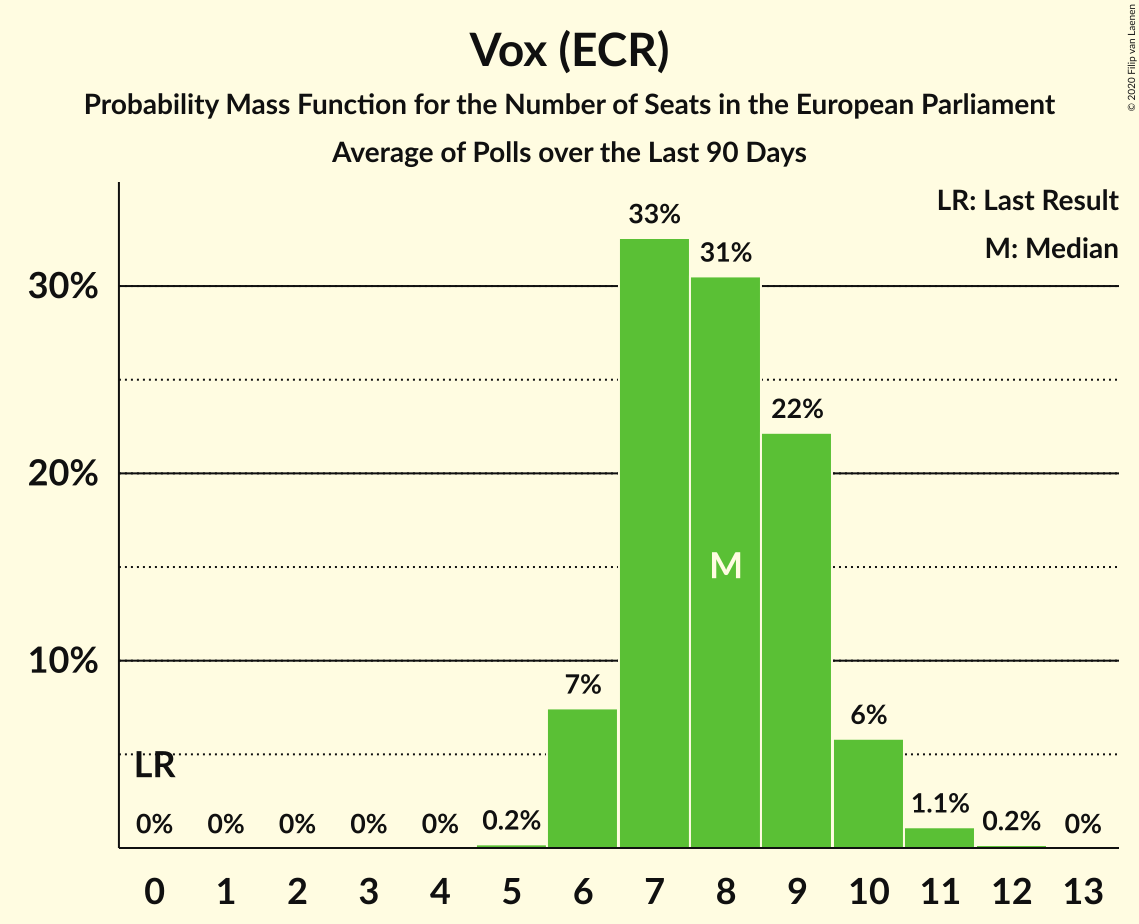 Vox (ECR)
Probability Mass Function for the Number of Seats in the European Parliament
Average of Polls over the Last 90 Days
© 2020 Filip van Laenen
LR: Last Result
M: Median
33%
31%
30%
22%
20%
M
10%
7%
6%
LR
0% 0% 0% 0% 0% 0.2% 1.1% 0.2% 0%
0 1 2 3 4 5 6 7 8 9 10 11 12 13